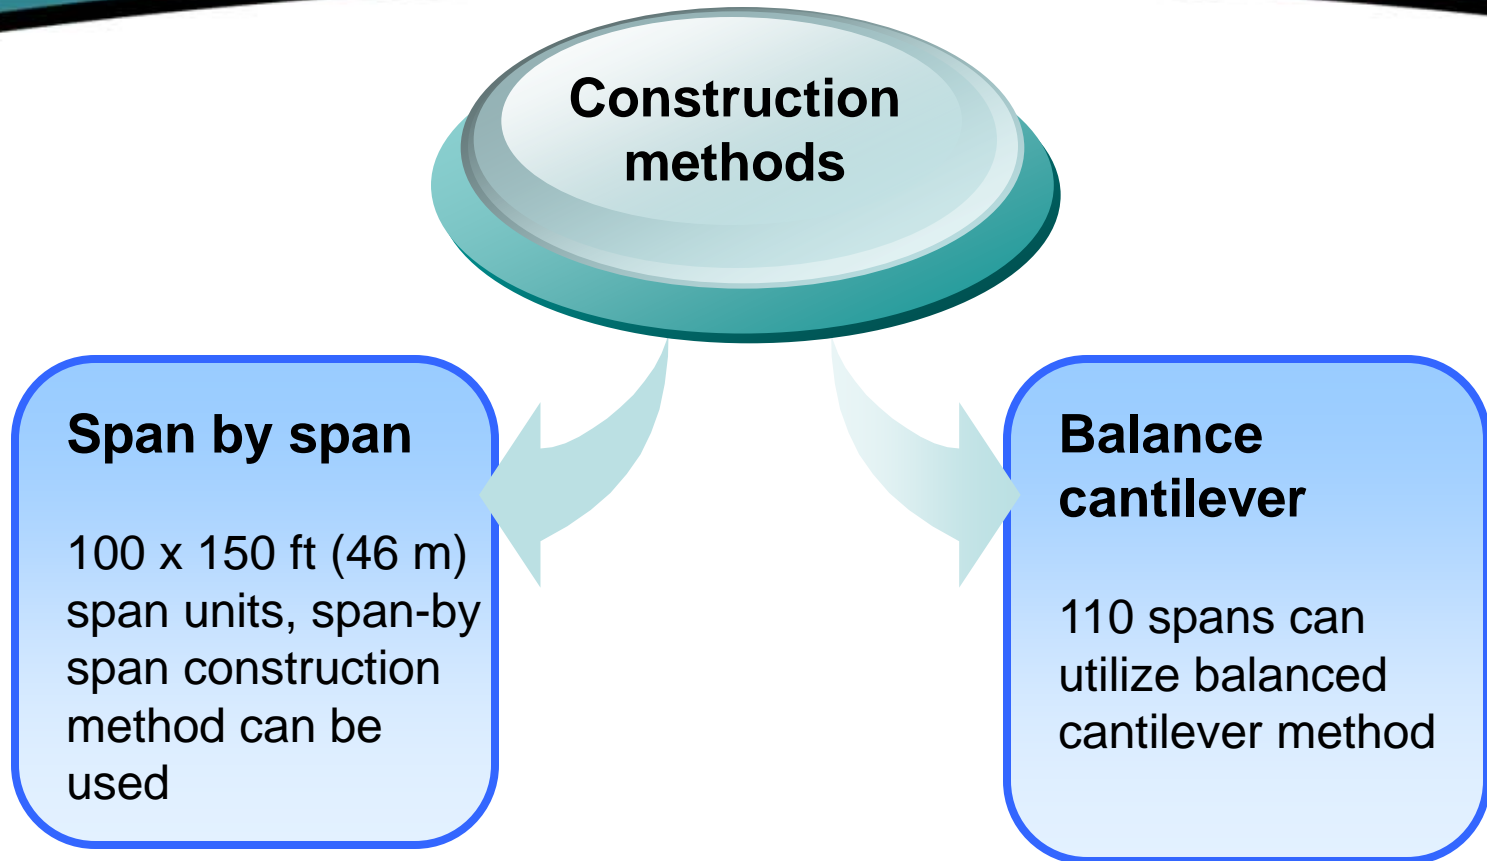 Construction
methods
Span by span
100 x 150 ft (46 m)
span units, span-by
span construction
method can be
used
Balance
cantilever
110 spans can
utilize balanced
cantilever method